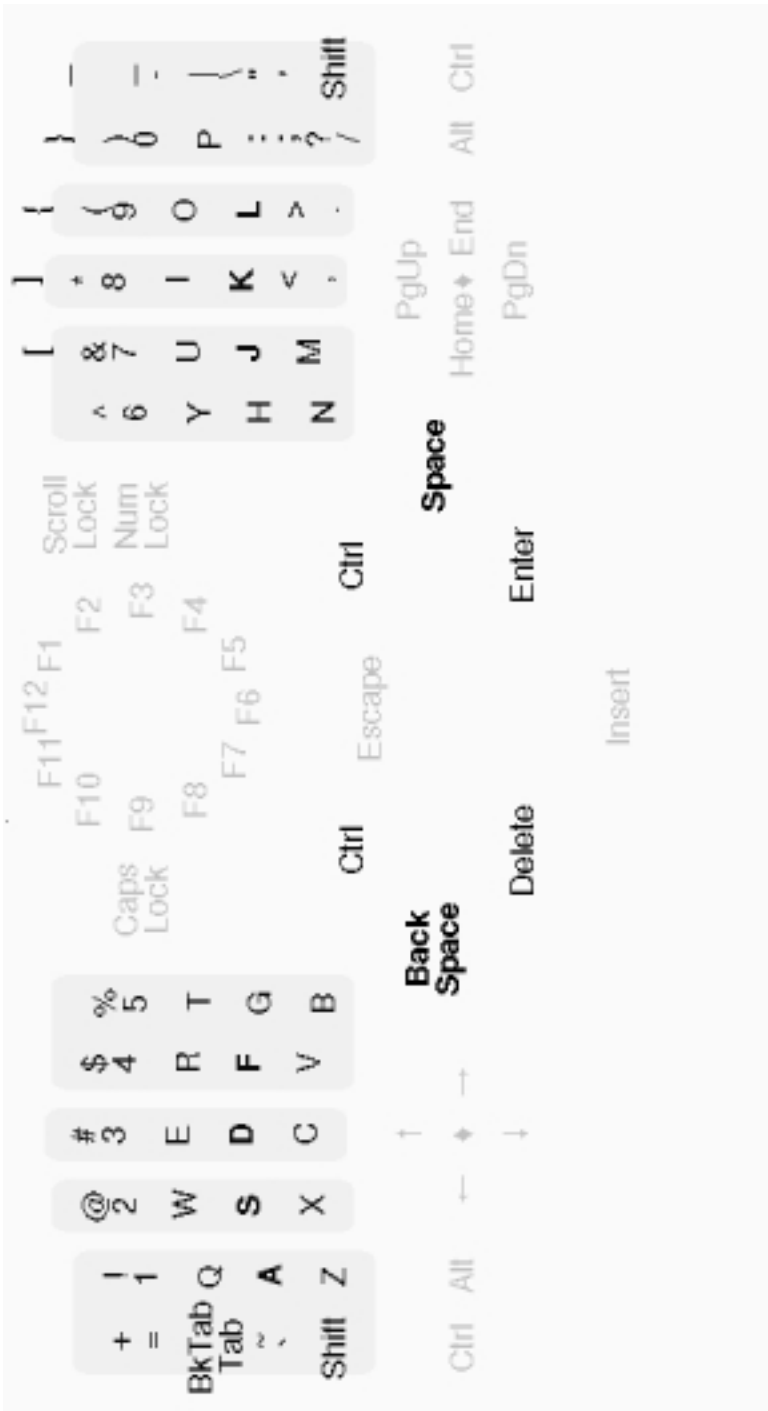 F11 F12 F1 [ ] { }
Scroll Lock
F10 F2
Caps Lock F9 F3 Num Lock
+ ! @ # $ % ^ & * ( ) _
= 1 2 3 4 5 6 7 8 9 0 -
F8 F4
BkTab Q W E R T Y U I O P |
Tab \
F7 F6 F5
~ A S D F G H J K L : "
` ; '
Shift Z X C V B N M < > ? Shift
, . /
Ctrl Escape Ctrl
↑ PgUp
Back Space Space
Ctrl Alt ← ◆ → Home ◆ End Alt Ctrl
↓ Delete Enter PgDn
Insert